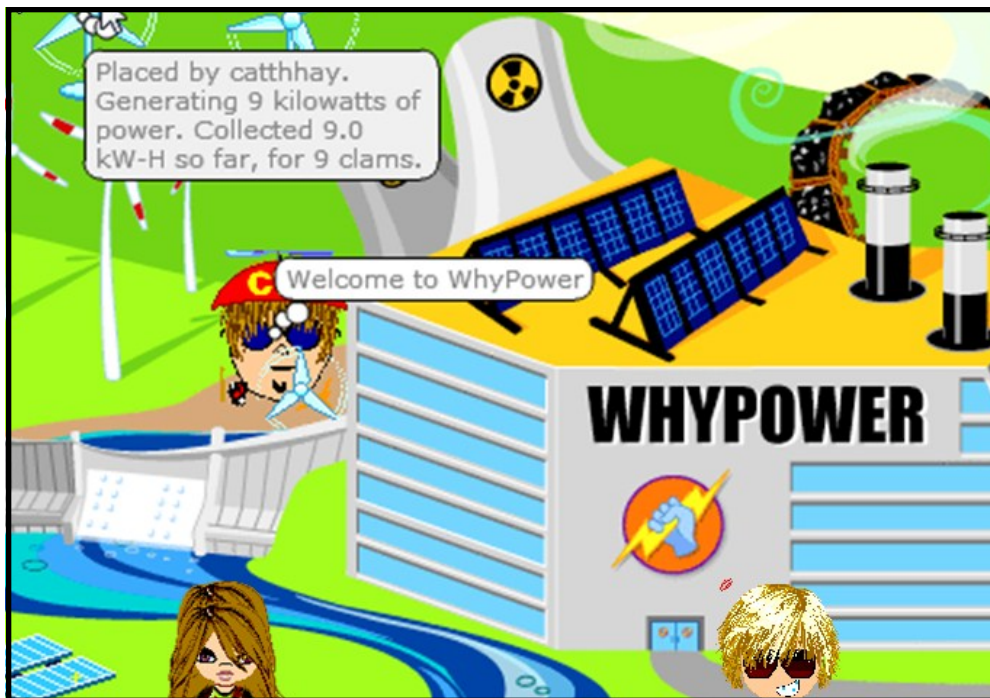 Placed by catthhay.
Generating 9 kilowatts of
power. Collected 9.0
kW-H so far, for 9 clams.
C
Welcome to WhyPower
WHYPOWER